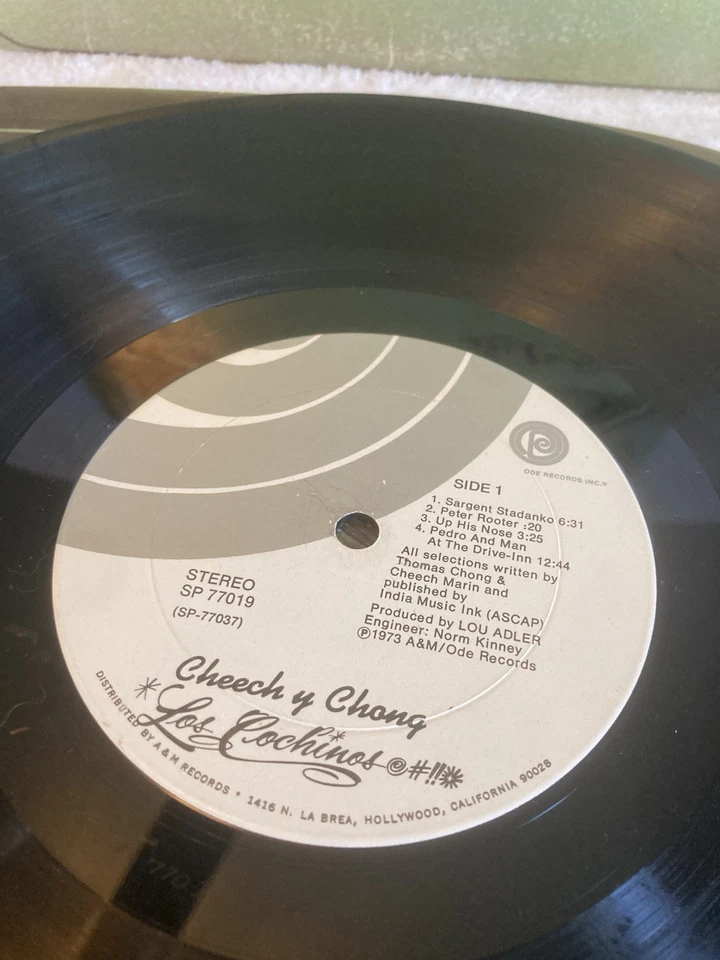 ODE RECORDS INC.®
SIDE 1
1. Sargent Stadanko 6:31
2. Peter Rooter :20
3. Up His Nose 3:25
4. Pedro And Man
At The Drive-Inn 12:44
All selections written by
Thomas Chong &
Cheech Marin and
published by
India Music Ink (ASCAP)
Produced by LOU ADLER
Engineer: Norm Kinney
℗1973 A&M/Ode Records
STEREO
SP 77019
(SP-77037)
Cheech y Chong
*Los Cochinos@#!!*
DISTRIBUTED BY A & M RECORDS • 1416 N. LA BREA, HOLLYWOOD, CALIFORNIA 90028